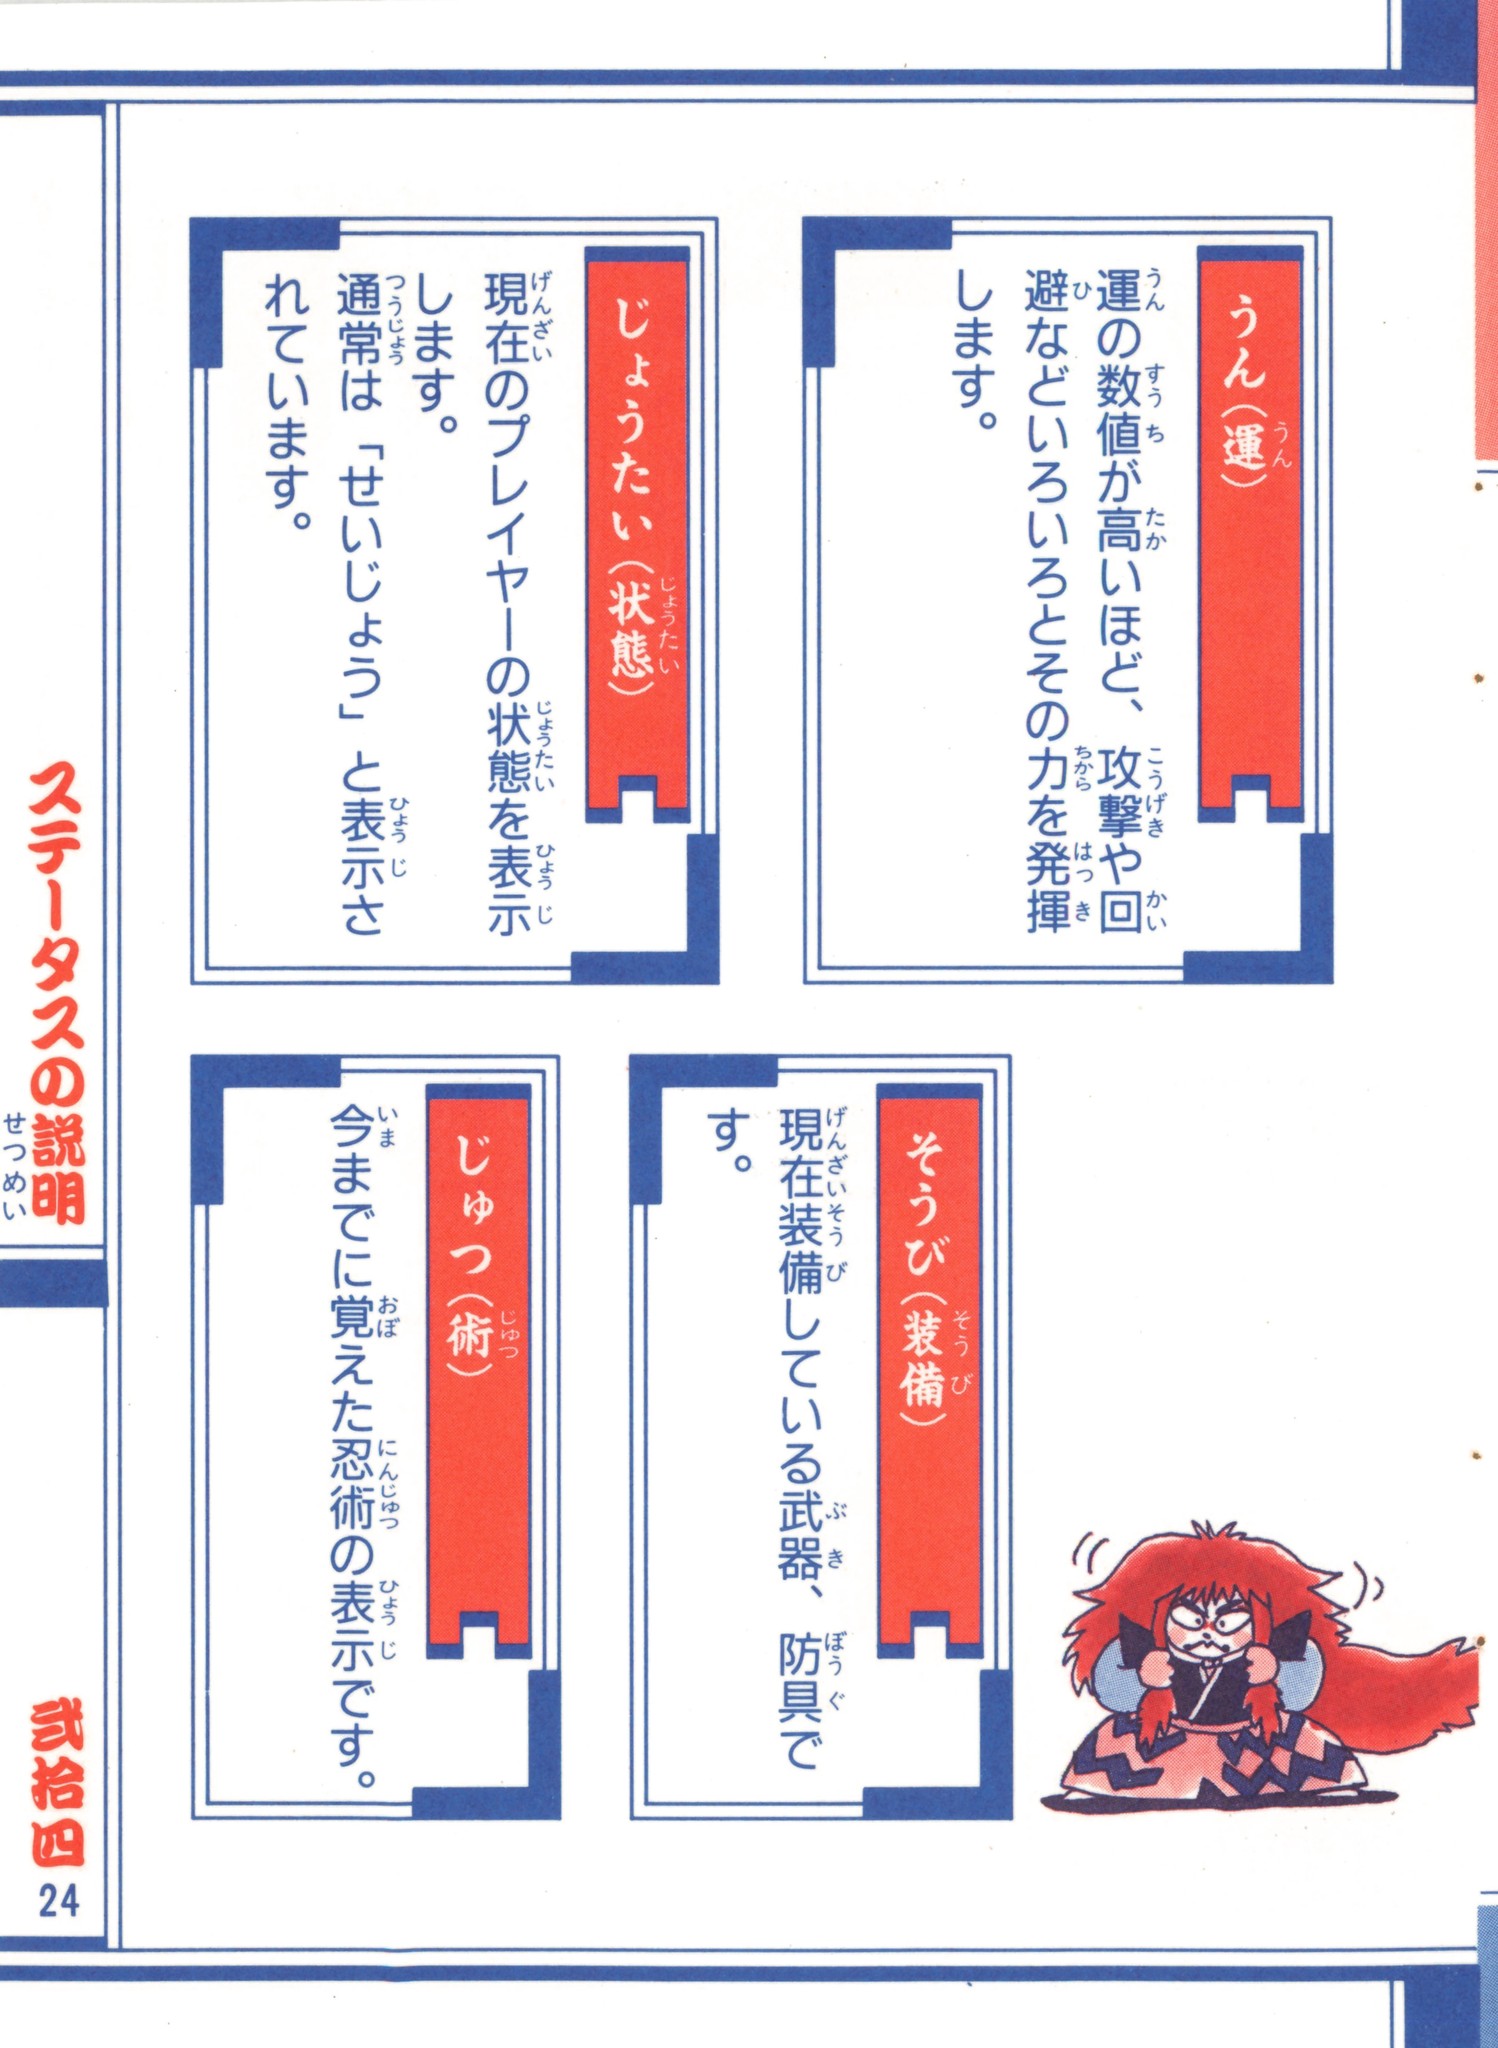 うん（運）
運の数値が高いほど、攻撃や回
避などいろいろとその力を発揮
します。
じょうたい（状態）
現在のプレイヤーの状態を表示
します。
通常は「せいじょう」と表示さ
れています。
そうび（装備）
現在装備している武器、防具で
す。
じゅつ（術）
今までに覚えた忍術の表示です。
ステータスの説明
弐拾四
24